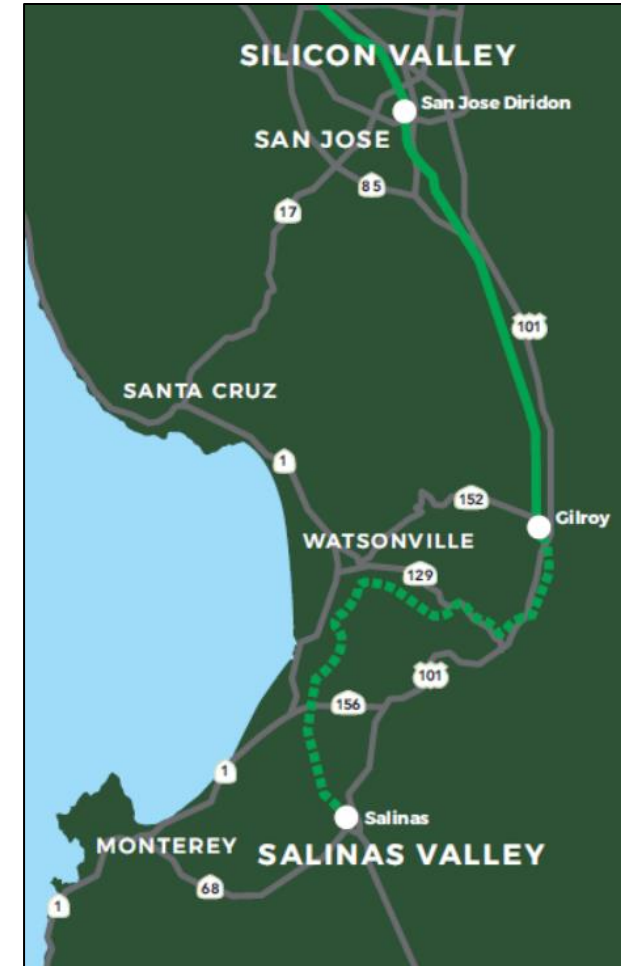 SILICON VALLEY
San Jose Diridon
SAN JOSE
85
17
101
SANTA CRUZ
1
152
Gilroy
WATSONVILLE
129
101
156
1
Salinas
MONTEREY
SALINAS VALLEY
68
1